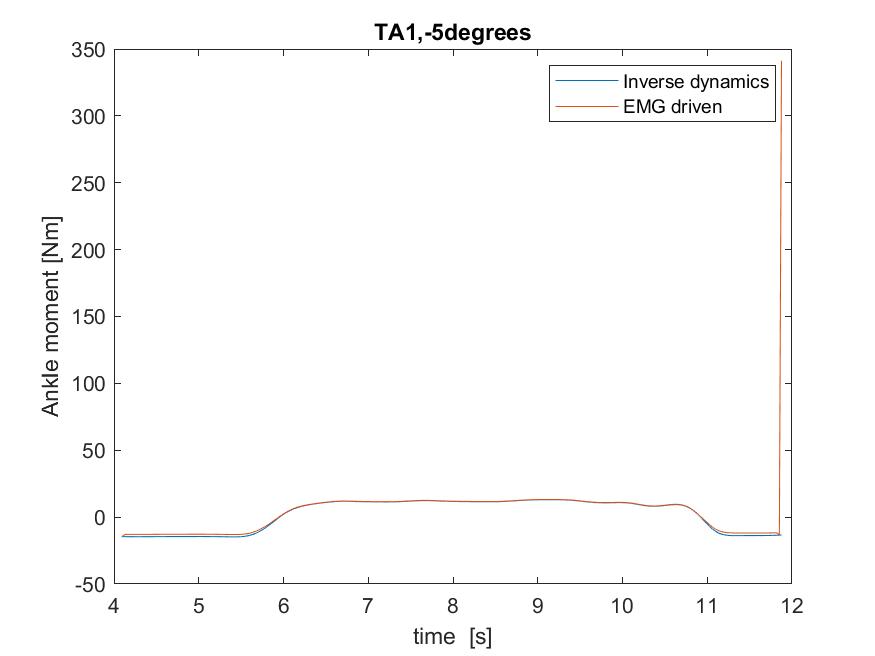 TA1,-5degrees
350
300
250
200
150
100
50
0
-50
Ankle moment [Nm]
Inverse dynamics
EMG driven
4 5 6 7 8 9 10 11 12
time [s]